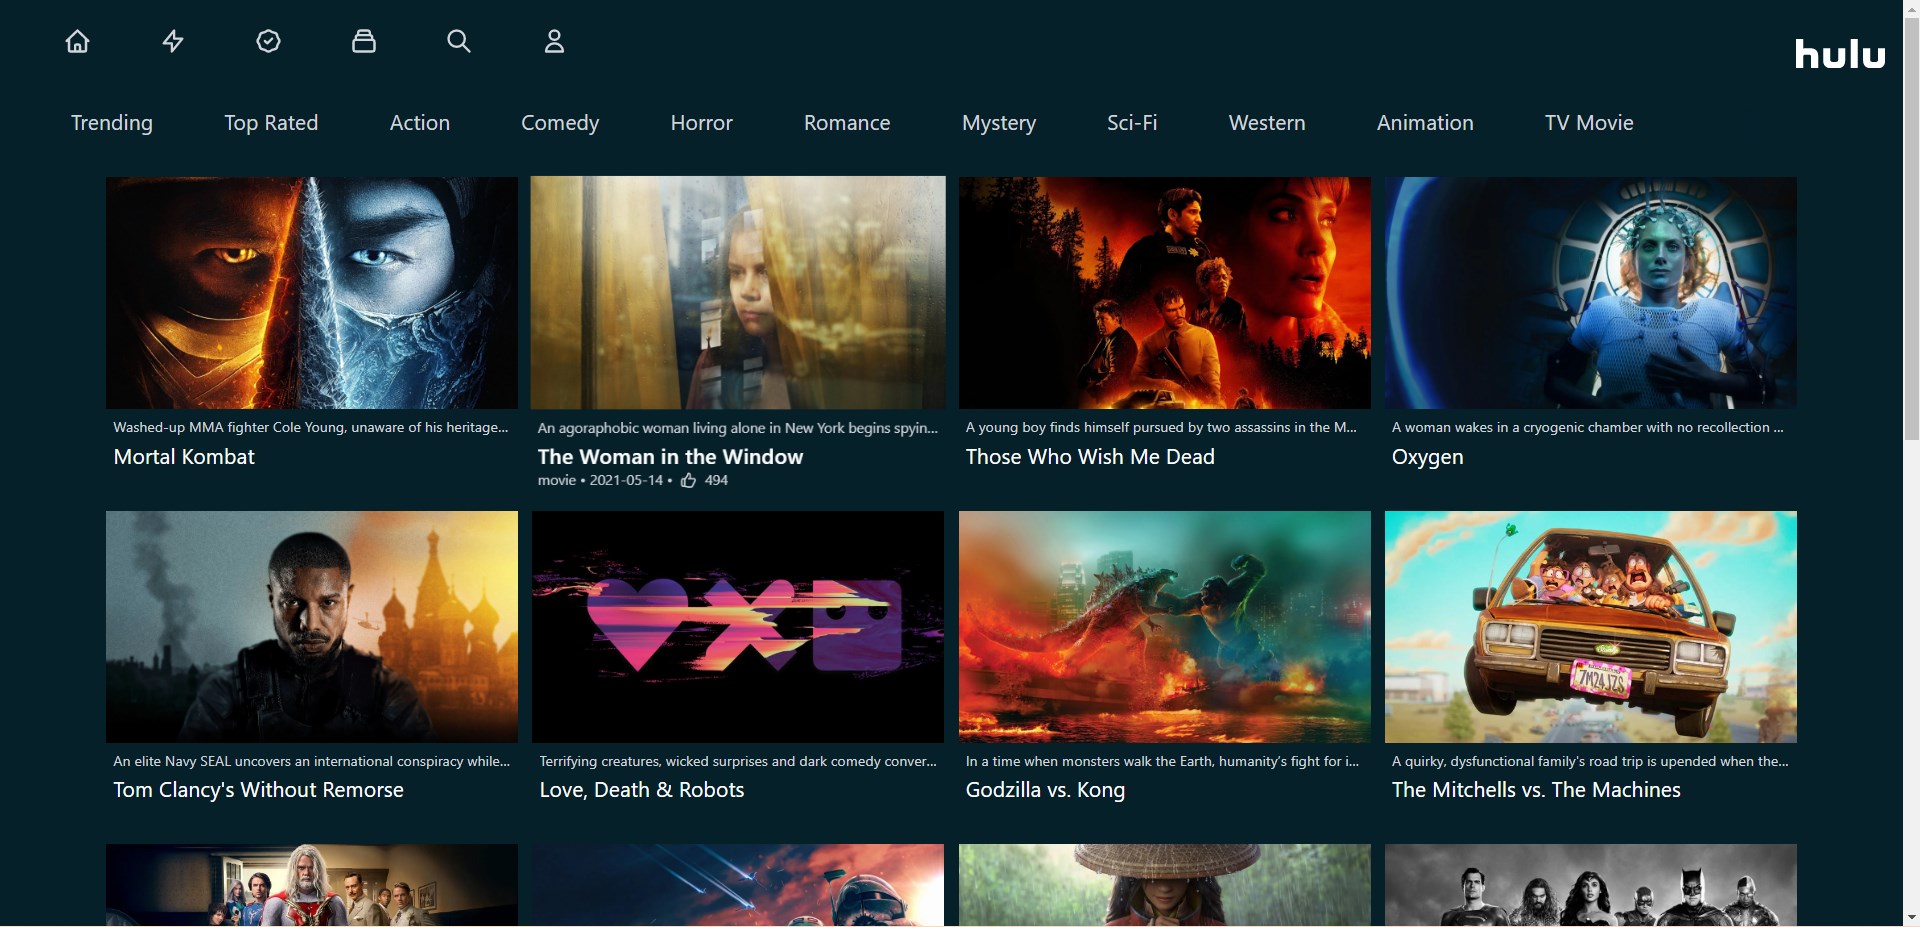 hulu
Trending Top Rated Action Comedy Horror Romance Mystery Sci-Fi Western Animation TV Movie
Washed-up MMA fighter Cole Young, unaware of his heritage...
Mortal Kombat
An agoraphobic woman living alone in New York begins spyin...
The Woman in the Window
movie • 2021-05-14 • 494
A young boy finds himself pursued by two assassins in the M...
Those Who Wish Me Dead
A woman wakes in a cryogenic chamber with no recollection ...
Oxygen
7M24JZS
An elite Navy SEAL uncovers an international conspiracy while...
Tom Clancy's Without Remorse
Terrifying creatures, wicked surprises and dark comedy conver...
Love, Death & Robots
In a time when monsters walk the Earth, humanity’s fight for i...
Godzilla vs. Kong
A quirky, dysfunctional family's road trip is upended when the...
The Mitchells vs. The Machines